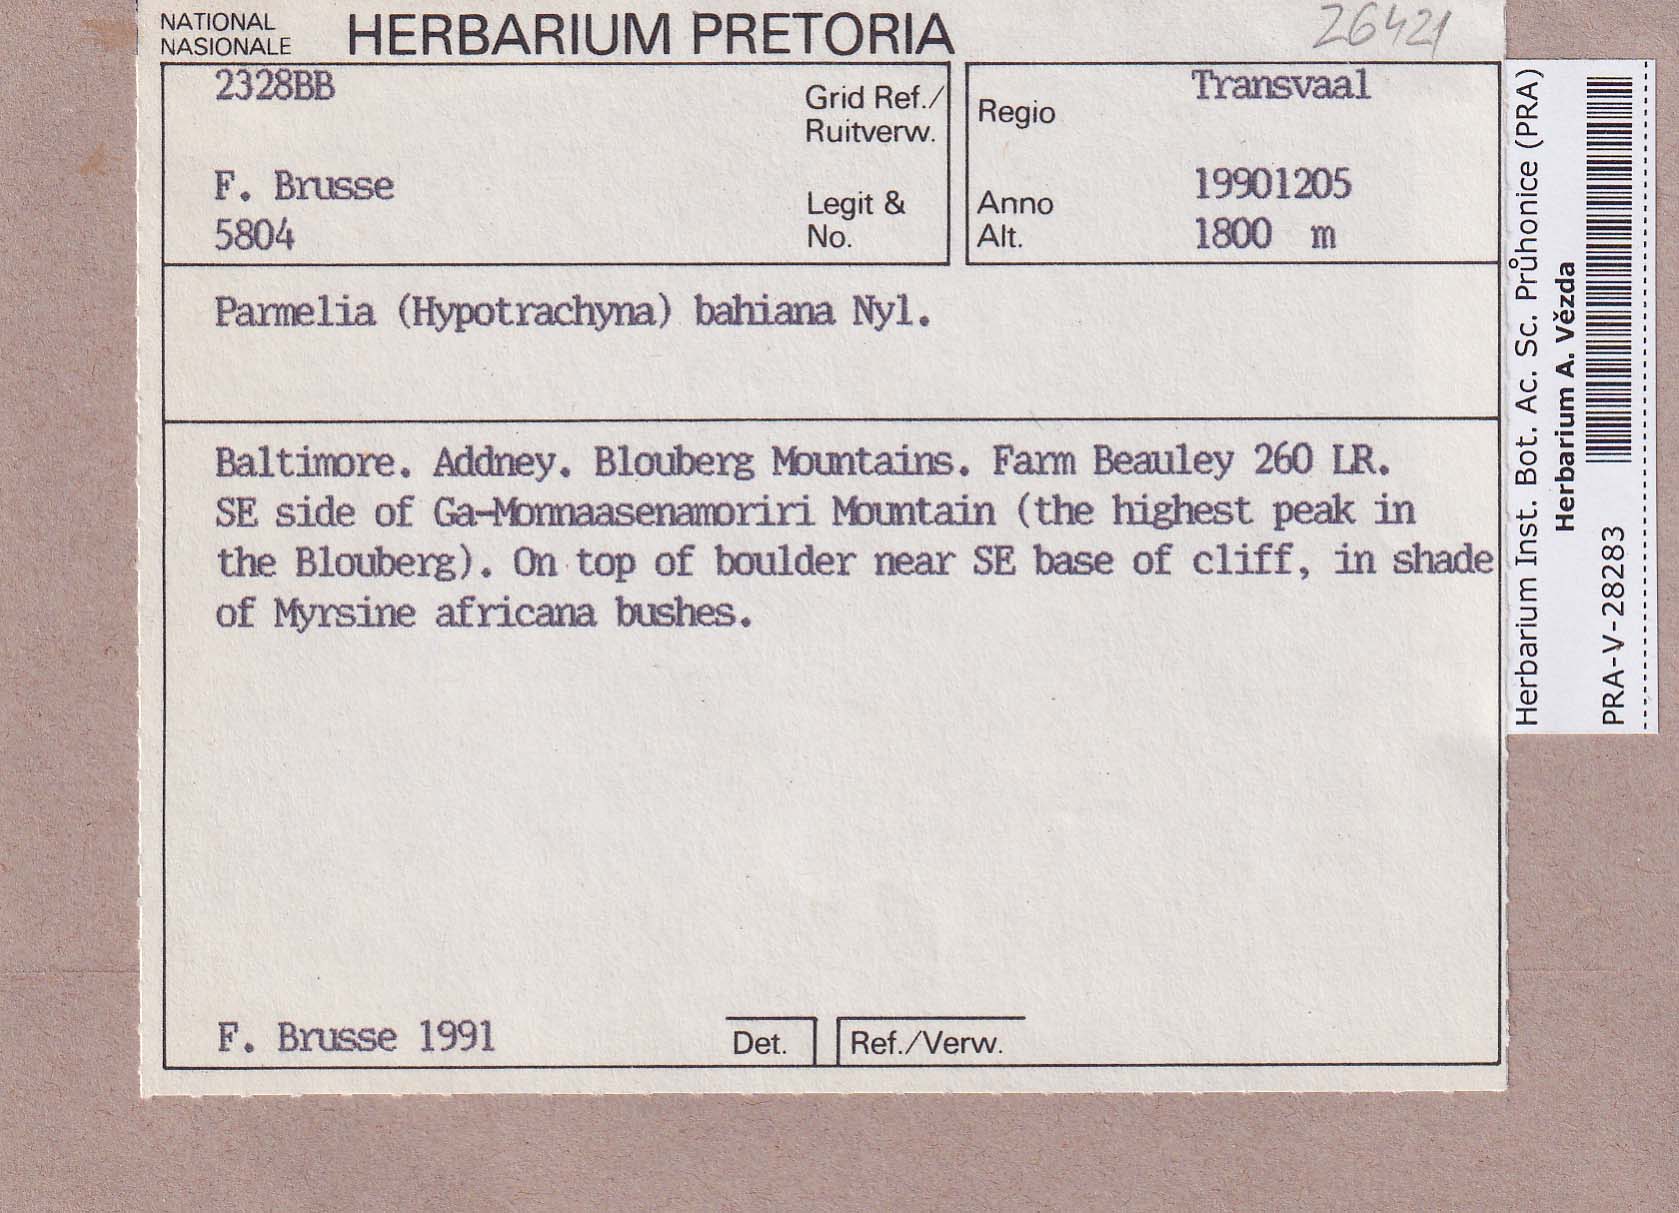 NATIONAL
NASIONALE
HERBARIUM PRETORIA
26421
2328BB
Grid Ref./
Ruitverw.
Regio
Transvaal
F. Brusse
Legit &
Anno
19901205
5804
No.
Alt.
1800 m
Parmelia (Hypotrachyna) bahiana Nyl.
Baltimore. Addney. Blouberg Mountains. Farm Beauley 260 LR.
SE side of Ga-Monnaasenamoriri Mountain (the highest peak in
the Blouberg). On top of boulder near SE base of cliff, in shade
of Myrsine africana bushes.
F. Brusse 1991
Det.
Ref./Verw.
Herbarium Inst. Bot. Ac. Sc. Průhonice (PRA)
Herbarium A. Vězda
PRA-V-28283